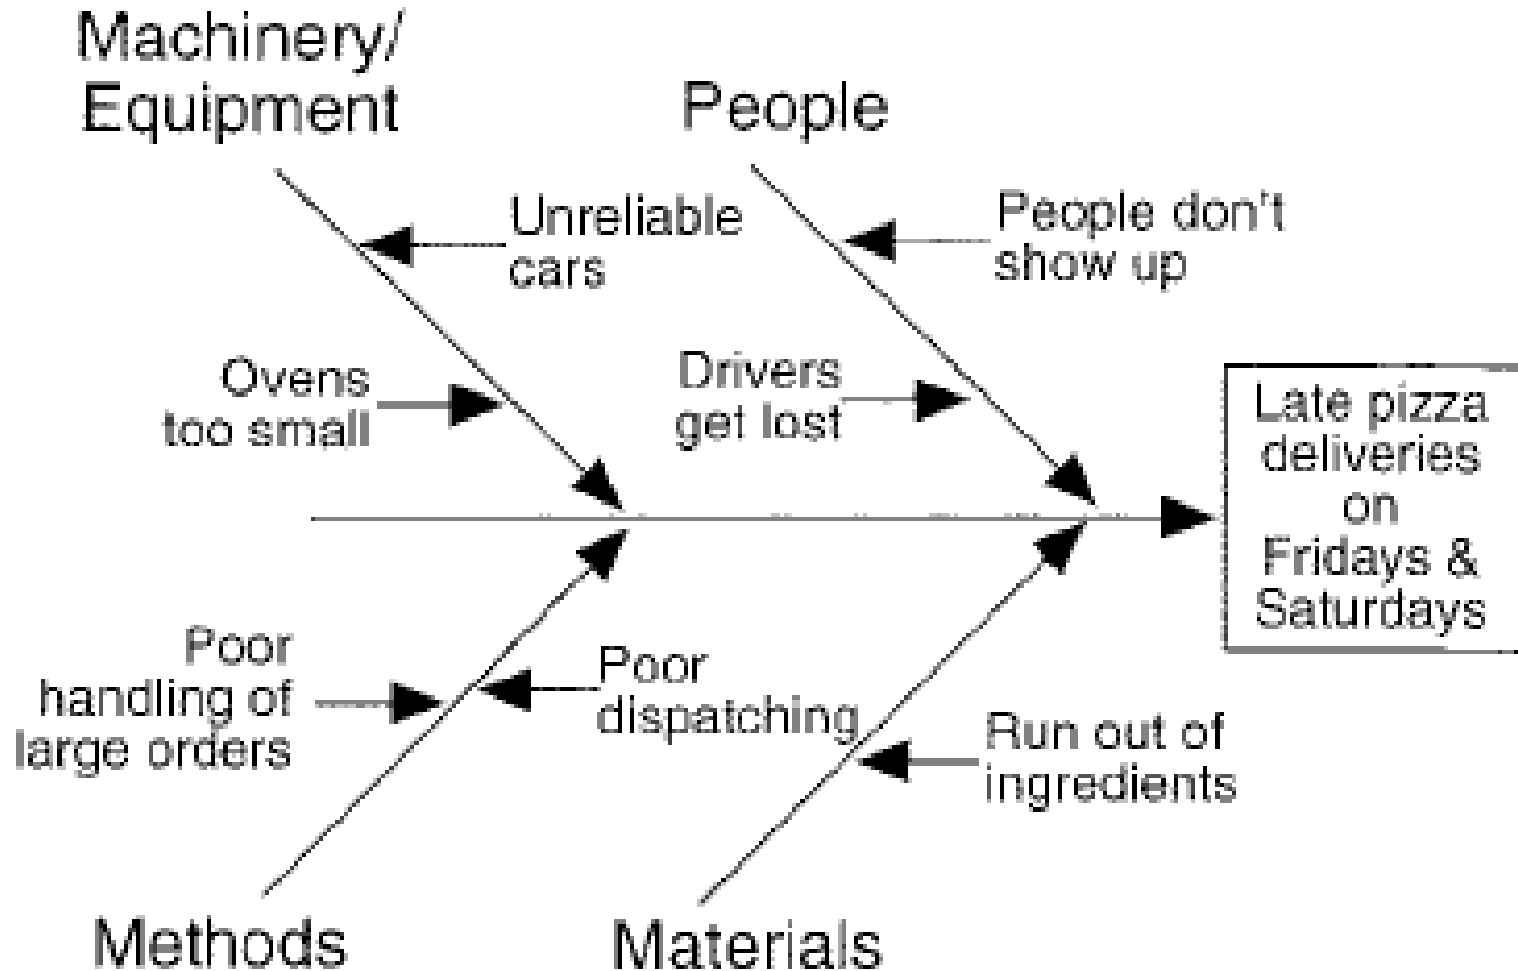 Machinery/
Equipment
People
Unreliable
cars
People don't
show up
Ovens
too small
Drivers
get lost
Late pizza
deliveries
on
Fridays &
Saturdays
Poor
handling of
large orders
Poor
dispatching
Run out of
ingredients
Methods
Materials